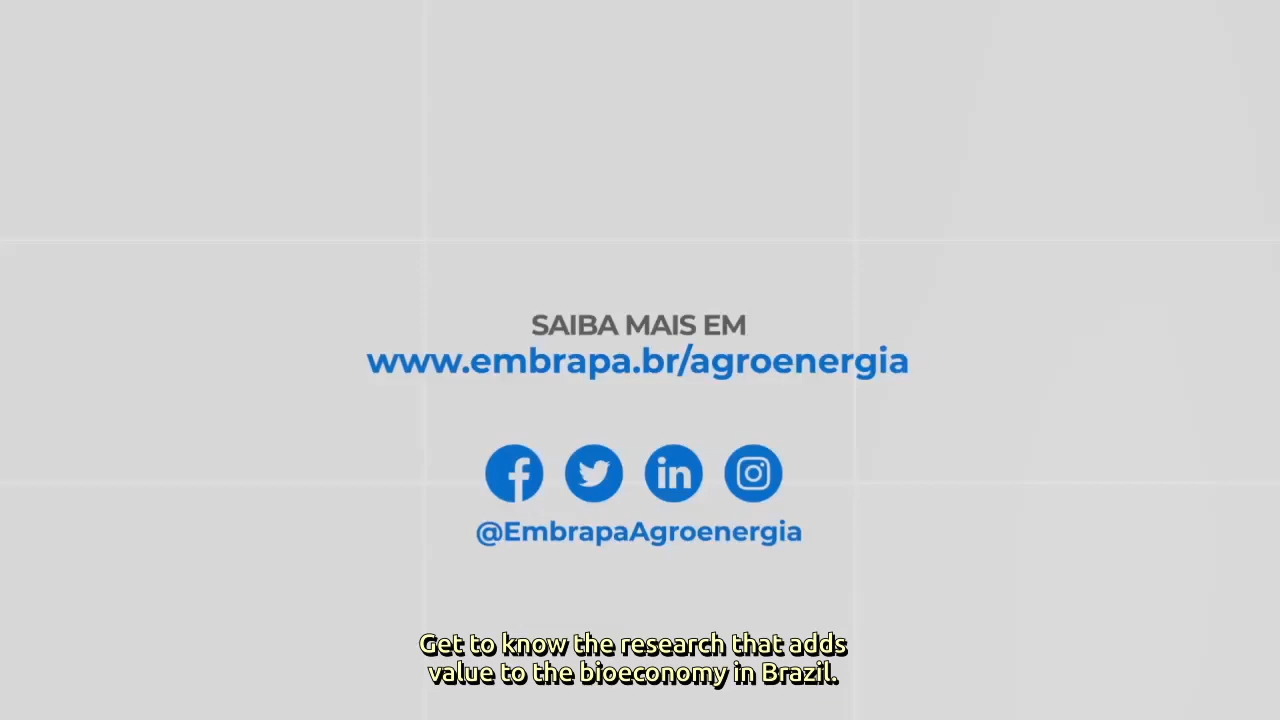 SAIBA MAIS EM
www.embrapa.br/agroenergia
@EmbrapaAgroenergia
Get to know the research that adds
value to the bioeconomy in Brazil.